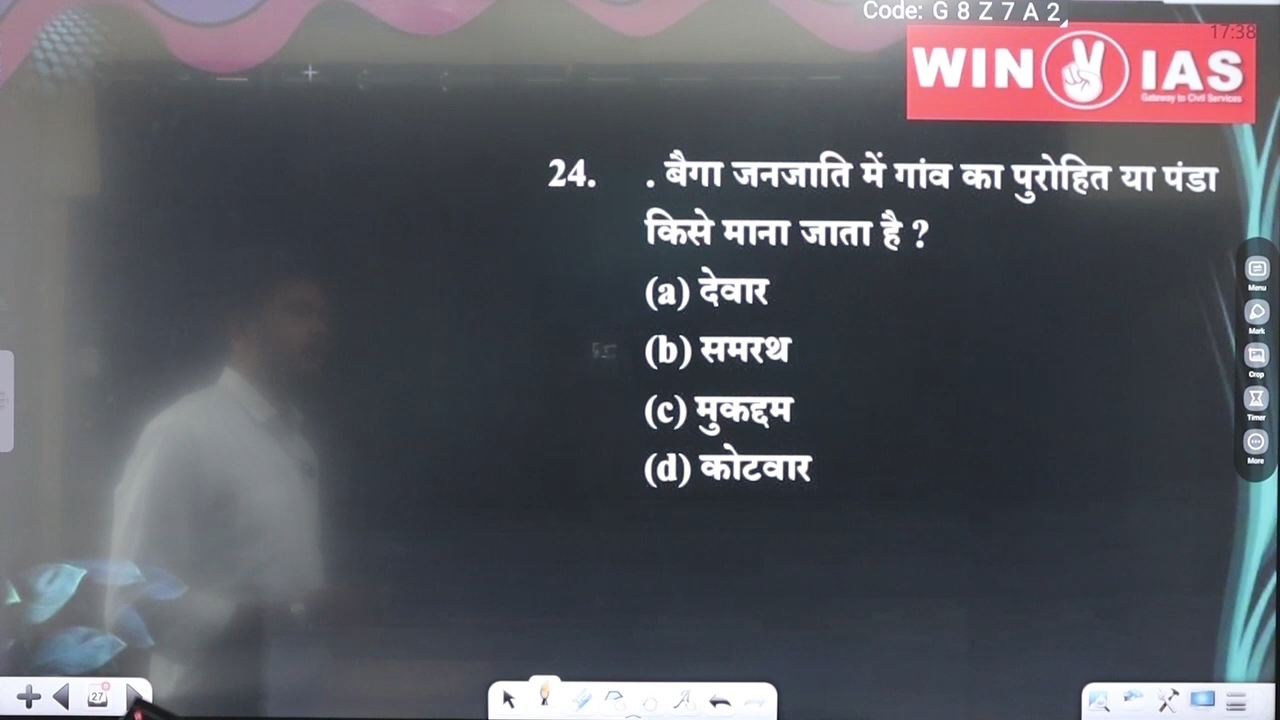 Code: G 8 Z 7 A 2
17:38
WIN IAS
Gateway to Civil Services
24. . बैगा जनजाति में गांव का पुरोहित या पंडा
किसे माना जाता है ?
(a) देवार
(b) समरथ
(c) मुकद्दम
(d) कोटवार
Menu
Mark
Crop
Timer
More
27